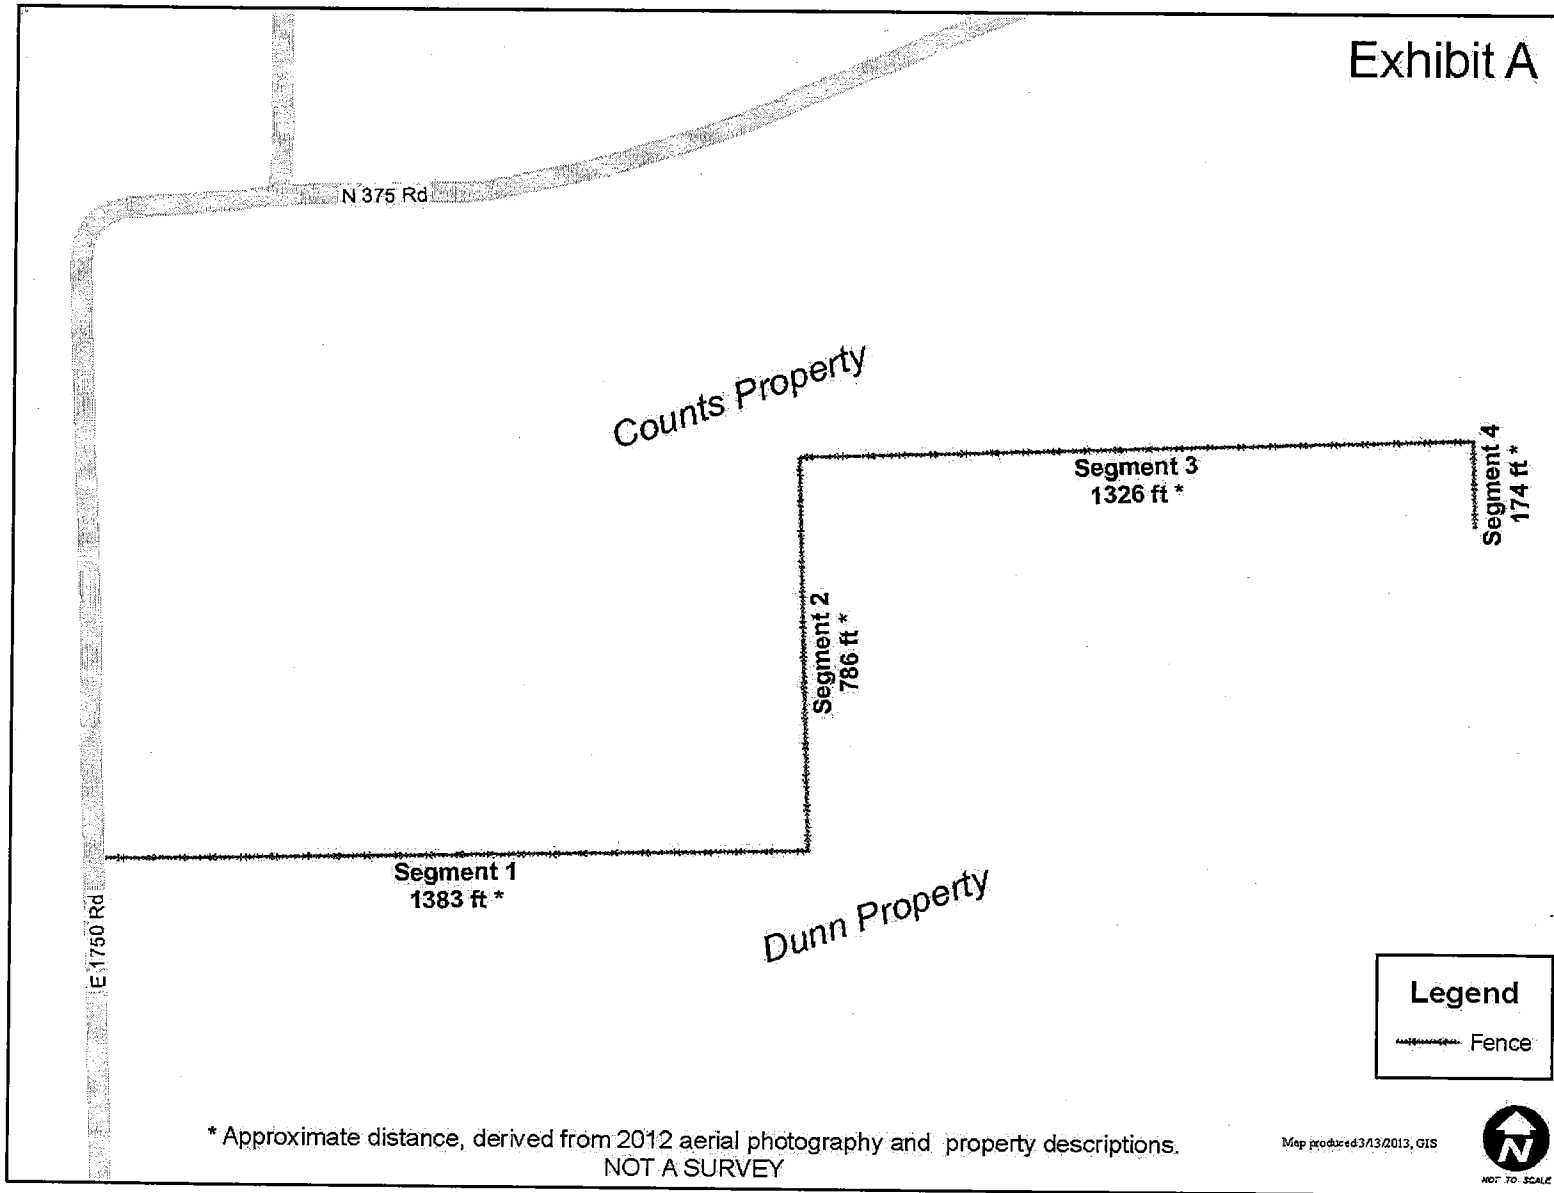 Exhibit A
N 375 Rd
Counts Property
Segment 3
1326 ft *
Segment 4
174 ft *
Segment 2
786 ft *
Segment 1
1383 ft *
Dunn Property
E 1750 Rd
Legend
Fence
* Approximate distance, derived from 2012 aerial photography and property descriptions.
NOT A SURVEY
Map produced 3/13/2013, GIS
N
NOT TO SCALE